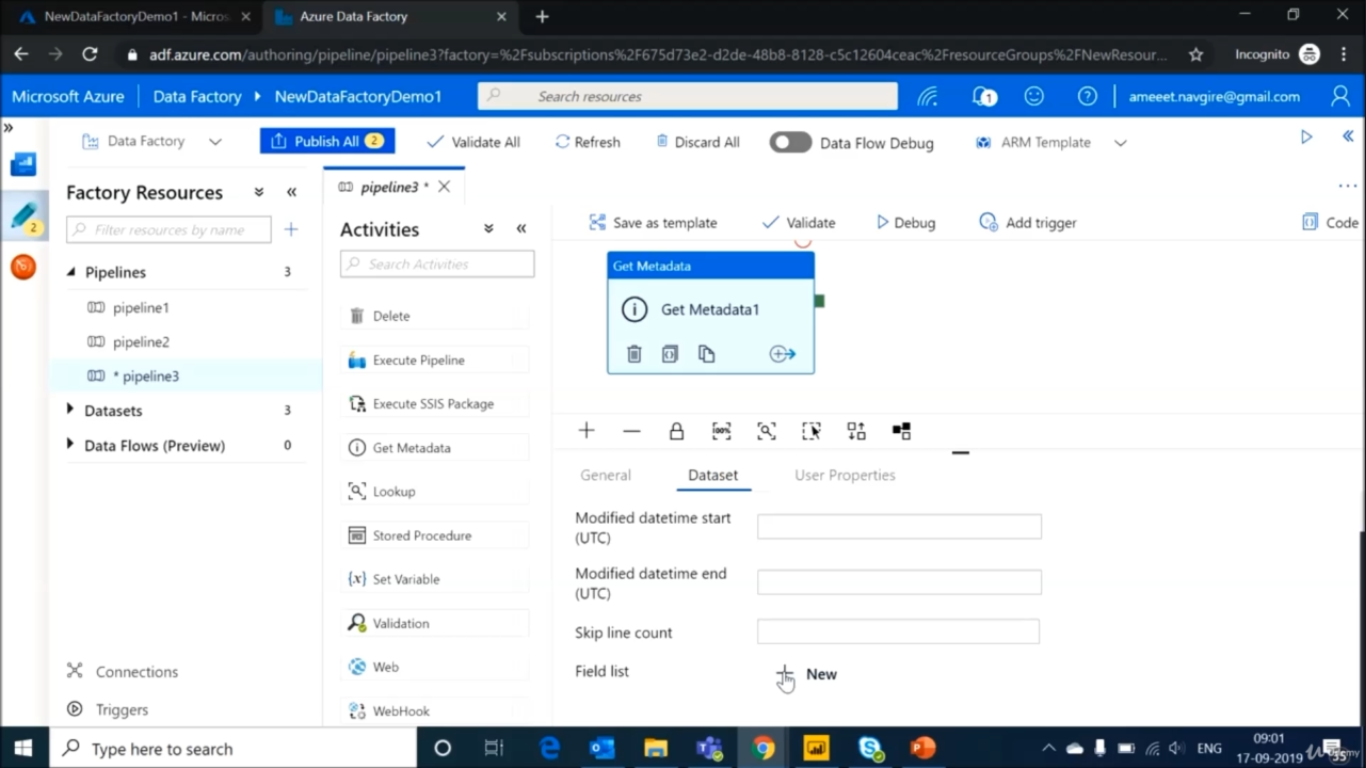 NewDataFactoryDemo1 - Micros
Azure Data Factory
adf.azure.com/authoring/pipeline/pipeline3?factory=%2Fsubscriptions%2F675d73e2-d2de-48b8-8128-c5c12604ceac%2FresourceGroups%2FNewResour...
Incognito
Microsoft Azure
Data Factory
NewDataFactoryDemo1
Search resources
1
ameeet.navgire@gmail.com
Data Factory
Publish All 2
Validate All
Refresh
Discard All
Data Flow Debug
ARM Template
2
Factory Resources
Filter resources by name
Pipelines 3
pipeline1
pipeline2
* pipeline3
Datasets 3
Data Flows (Preview) 0
Connections
Triggers
pipeline3 *
Activities
Search Activities
Delete
Execute Pipeline
Execute SSIS Package
Get Metadata
Lookup
Stored Procedure
Set Variable
Validation
Web
WebHook
Save as template
Validate
Debug
Add trigger
Code
Get Metadata
Get Metadata1
100%
General
Dataset
User Properties
Modified datetime start
(UTC)
Modified datetime end
(UTC)
Skip line count
Field list
New
Type here to search
ENG
09:01
17-09-2019